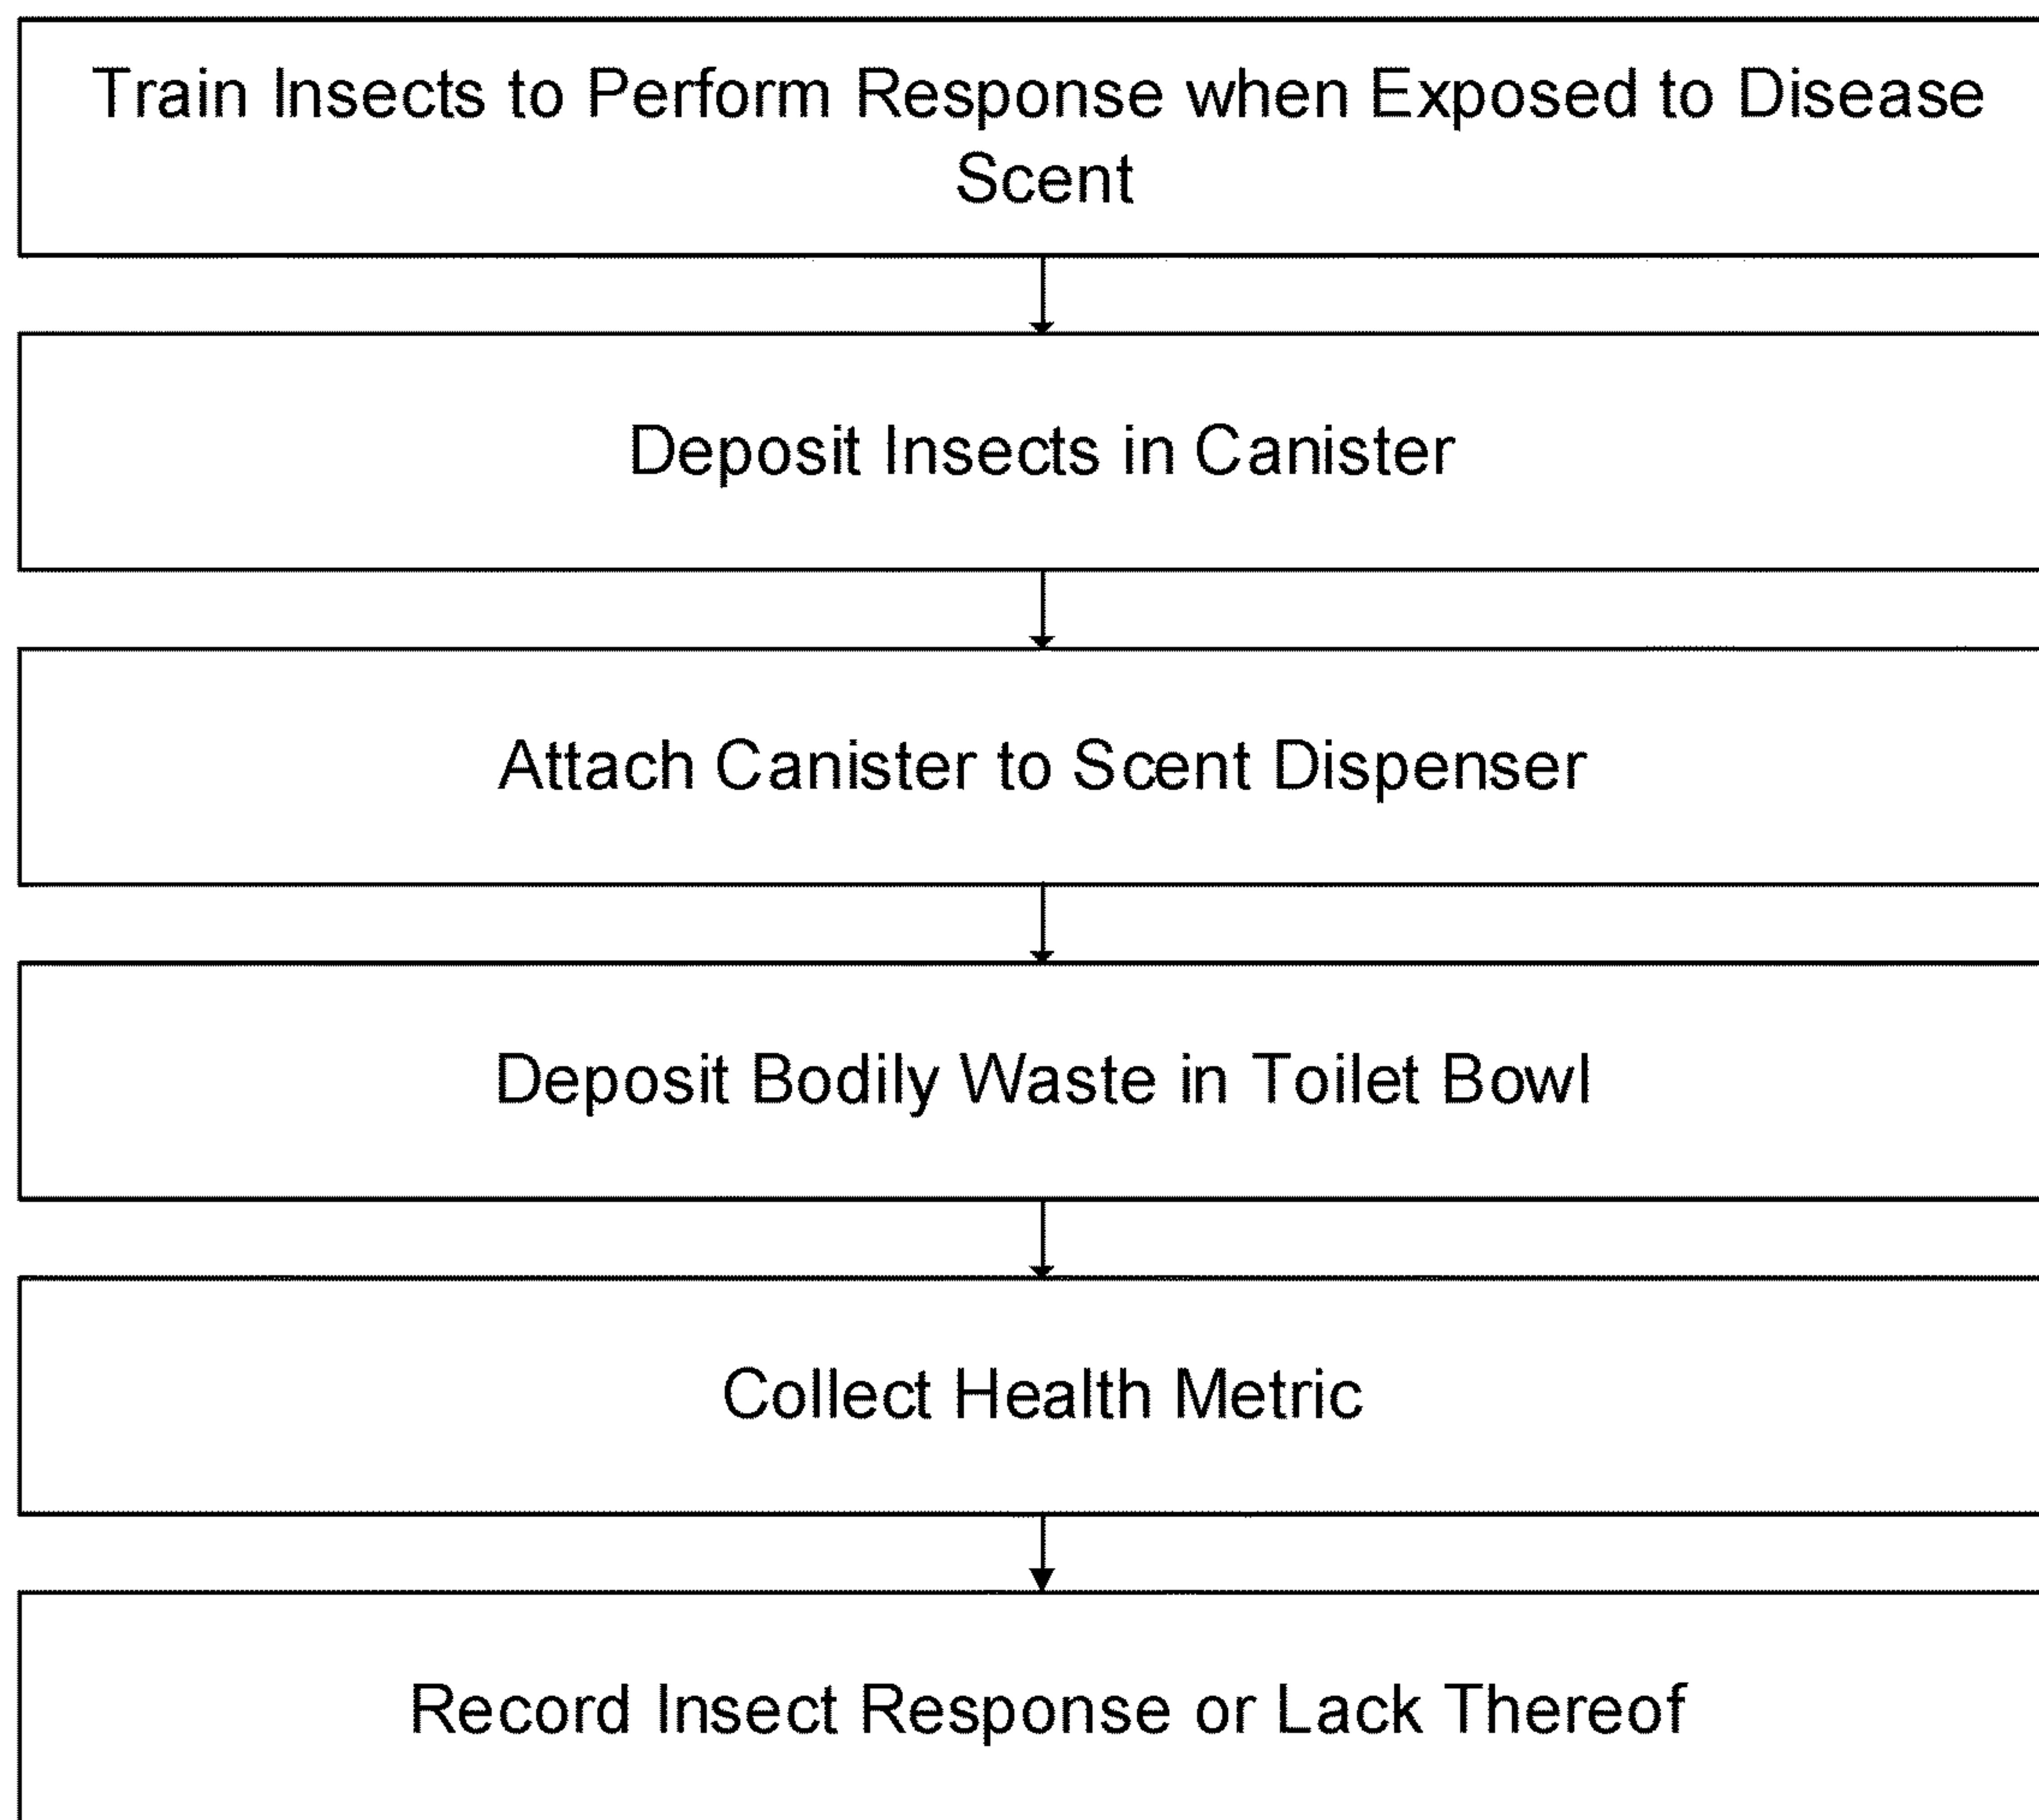 Train Insects to Perform Response when Exposed to Disease
Scent
Deposit Insects in Canister
Attach Canister to Scent Dispenser
Deposit Bodily Waste in Toilet Bowl
Collect Health Metric
Record Insect Response or Lack Thereof